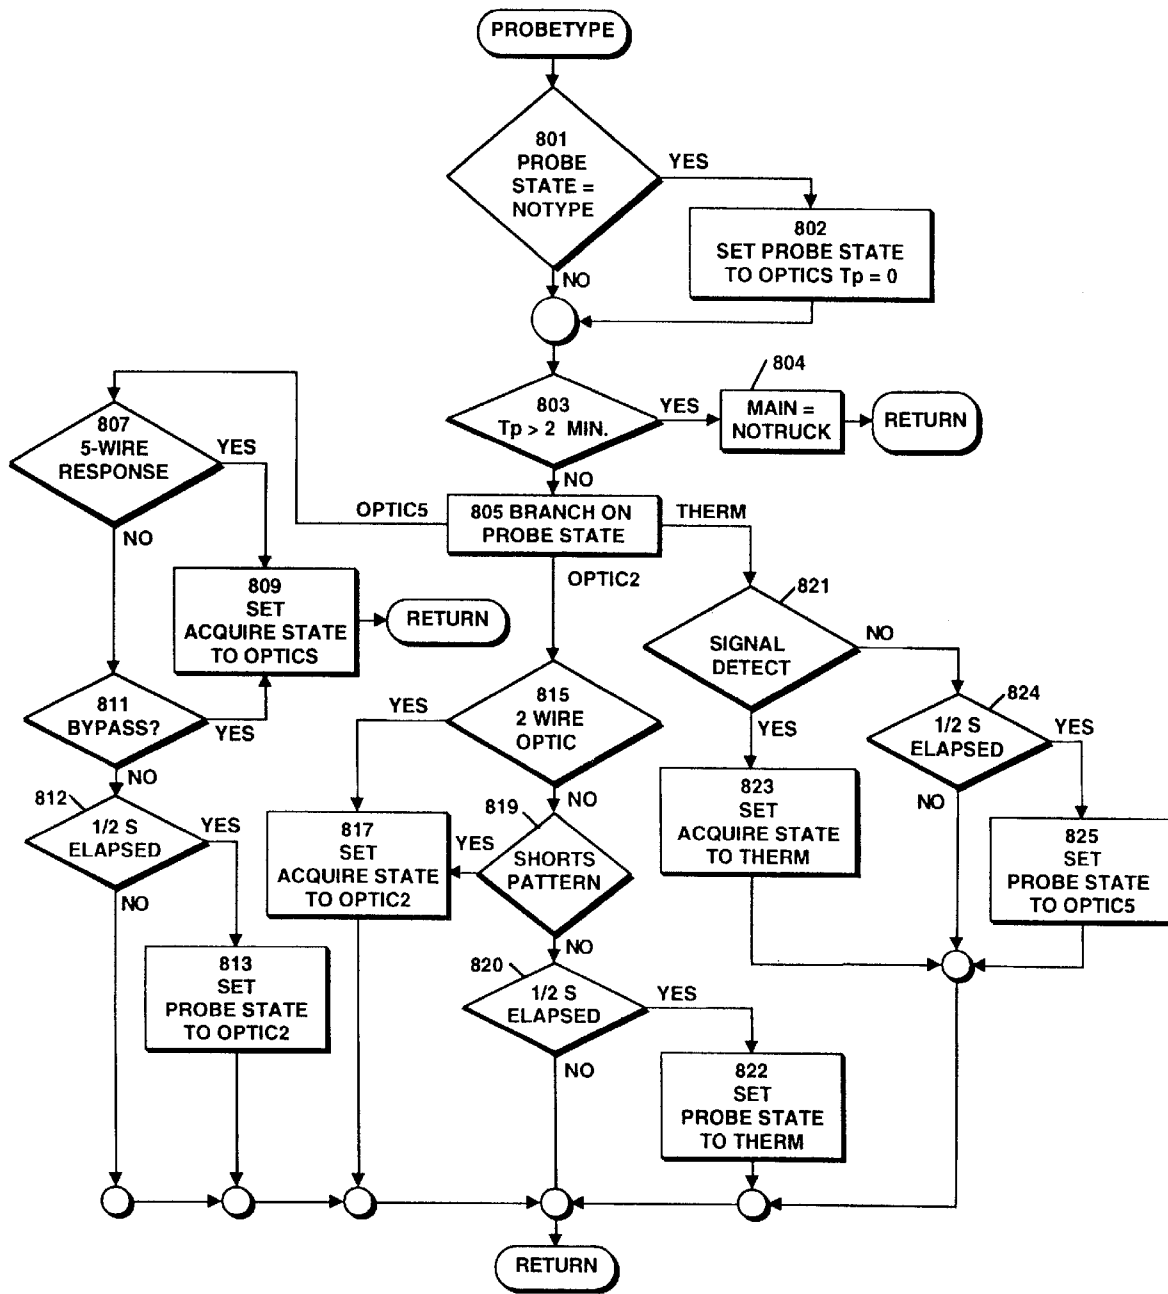 PROBETYPE
801
PROBE
STATE =
NOTYPE
YES
802
SET PROBE STATE
TO OPTICS Tp = 0
NO
804
803
Tp > 2 MIN.
YES
MAIN =
NOTRUCK
RETURN
NO
807
5-WIRE
RESPONSE
YES
NO
OPTIC5
805 BRANCH ON
PROBE STATE
THERM
OPTIC2
809
SET
ACQUIRE STATE
TO OPTICS
RETURN
821
SIGNAL
DETECT
NO
YES
811
BYPASS?
YES
NO
815
2 WIRE
OPTIC
YES
NO
824
1/2 S
ELAPSED
YES
NO
812
1/2 S
ELAPSED
YES
NO
817
SET
ACQUIRE STATE
TO OPTIC2
819
YES
SHORTS
PATTERN
NO
823
SET
ACQUIRE STATE
TO THERM
825
SET
PROBE STATE
TO OPTIC5
813
SET
PROBE STATE
TO OPTIC2
820
1/2 S
ELAPSED
YES
NO
822
SET
PROBE STATE
TO THERM
RETURN